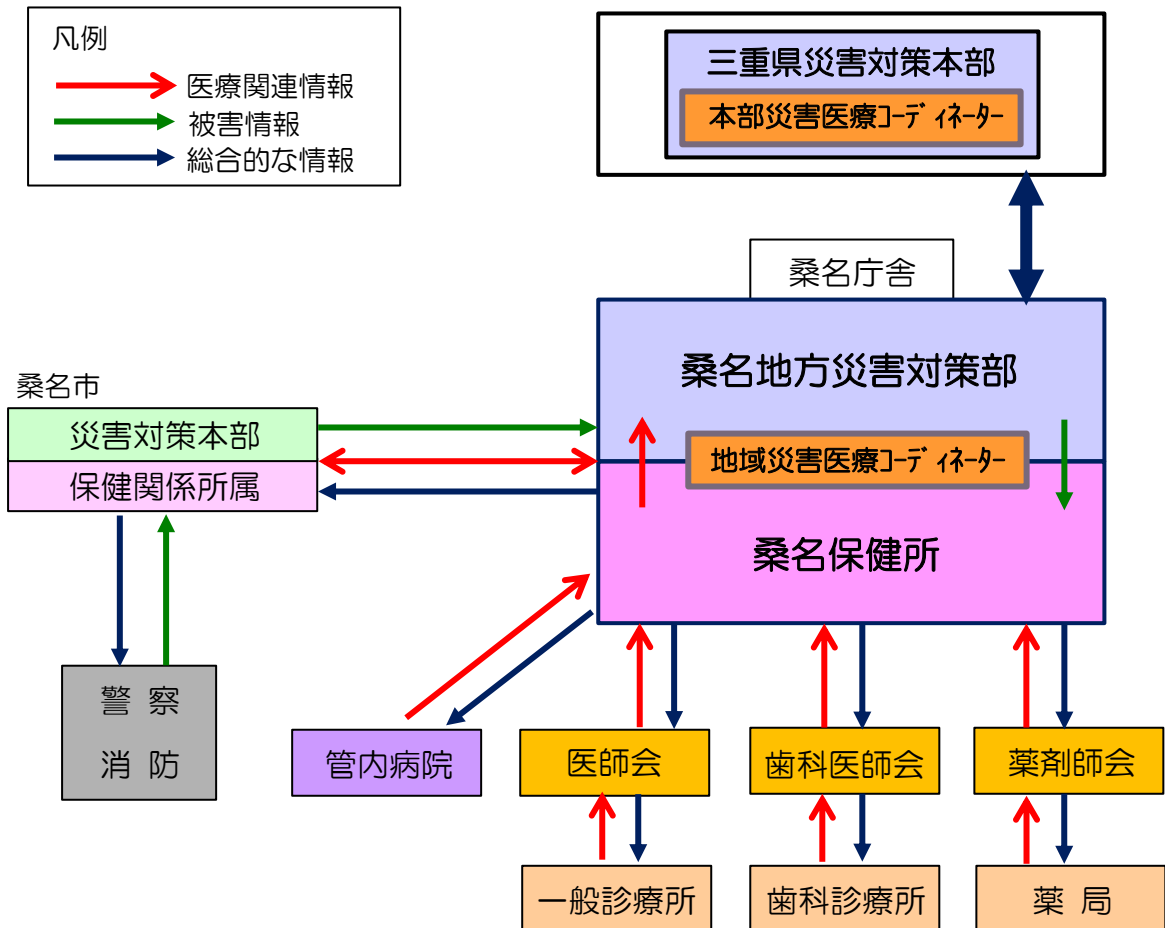 凡例
医療関連情報
被害情報
総合的な情報
三重県災害対策本部
本部災害医療ｺｰﾃﾞｨﾈｰﾀｰ
桑名庁舎
桑名地方災害対策部
地域災害医療ｺｰﾃﾞｨﾈｰﾀｰ
桑名保健所
桑名市
災害対策本部
保健関係所属
警 察
消 防
管内病院
医師会
歯科医師会
薬剤師会
一般診療所
歯科診療所
薬 局